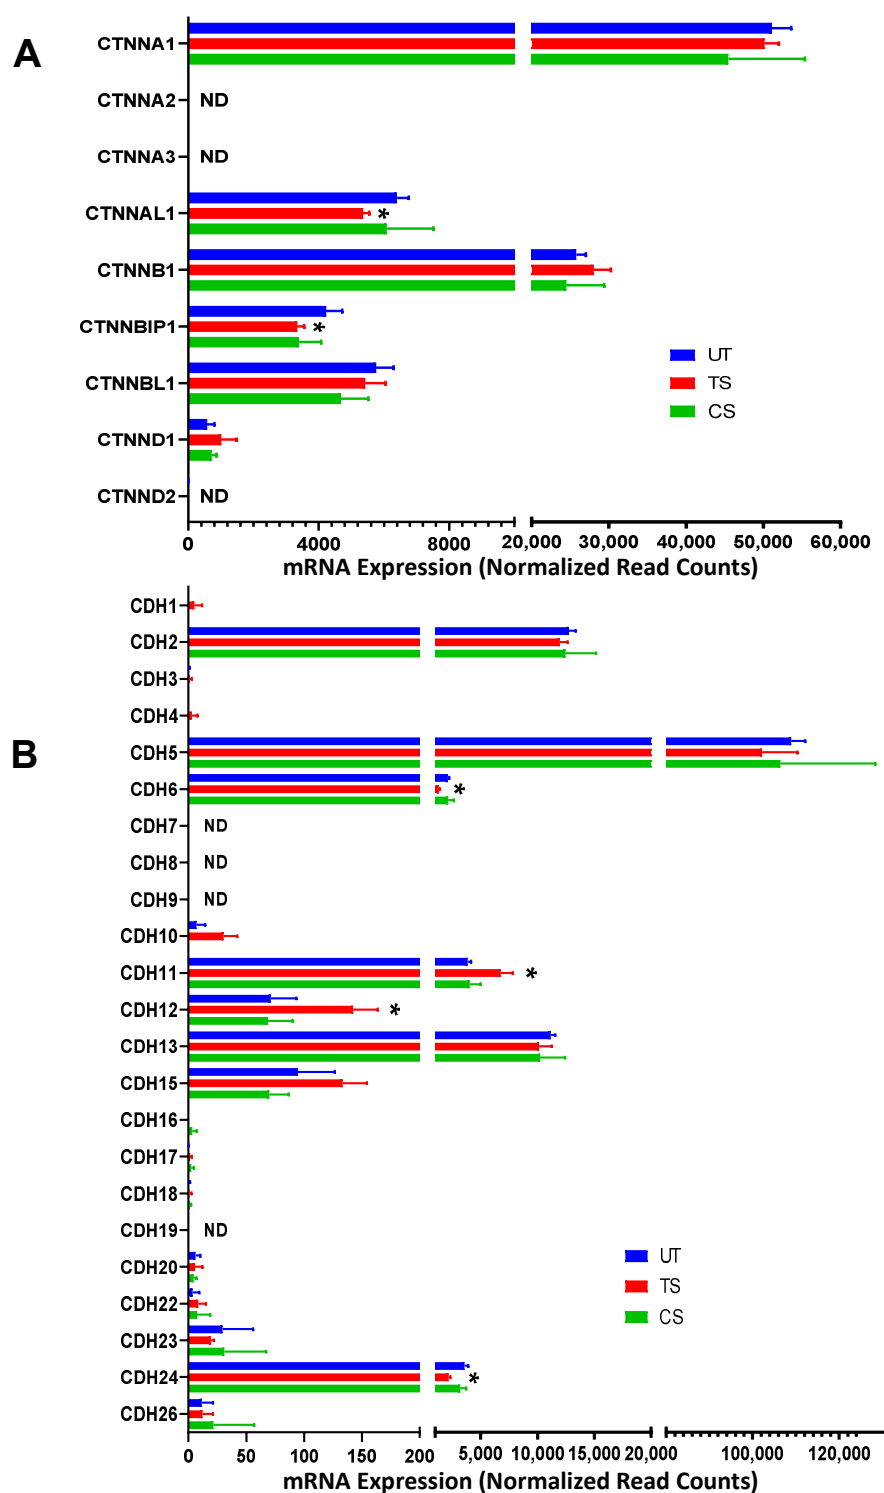 A
CTNNA1
CTNNA2 ND
CTNNA3 ND
CTNNAL1 *
CTNNB1
CTNNBIP1 *
CTNNBL1
CTNND1
CTNND2 ND
UT
TS
CS
0 4000 8000 20,000 30,000 40,000 50,000 60,000
mRNA Expression (Normalized Read Counts)
B
CDH1
CDH2
CDH3
CDH4
CDH5
CDH6 *
CDH7 ND
CDH8 ND
CDH9 ND
CDH10
CDH11 *
CDH12 *
CDH13
CDH15
CDH16
CDH17
CDH18
CDH19 ND
CDH20
CDH22
CDH23
CDH24 *
CDH26
UT
TS
CS
0 50 100 150 200 5,000 10,000 15,000 20,000 100,000 120,000
mRNA Expression (Normalized Read Counts)